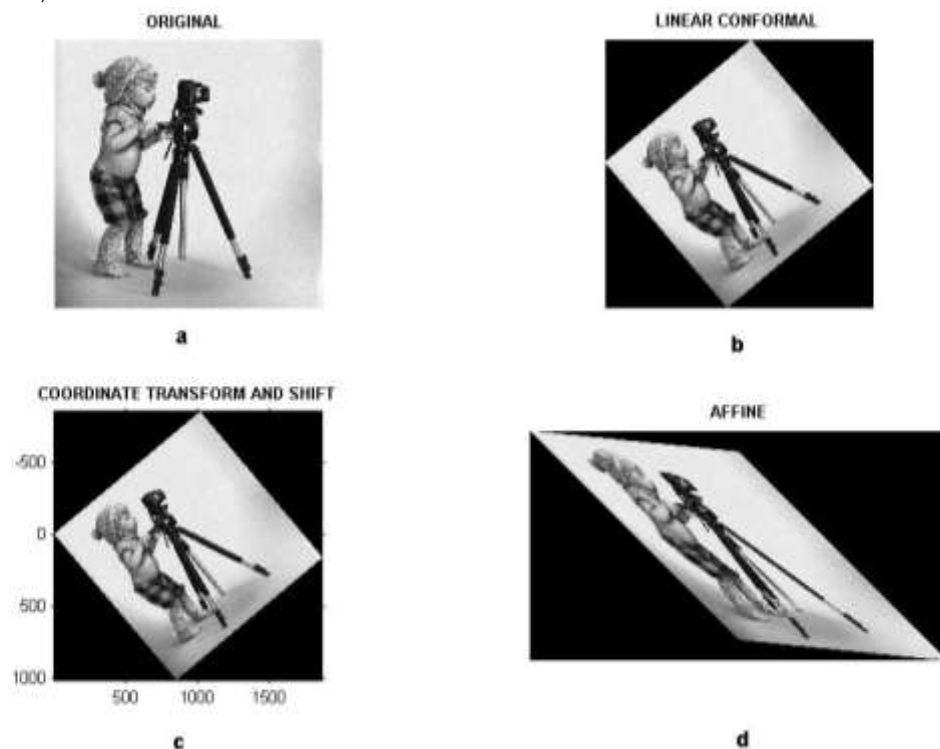 ORIGINAL
LINEAR CONFORMAL
a
b
COORDINATE TRANSFORM AND SHIFT
AFFINE
-500
0
500
1000
500
1000
1500
c
d